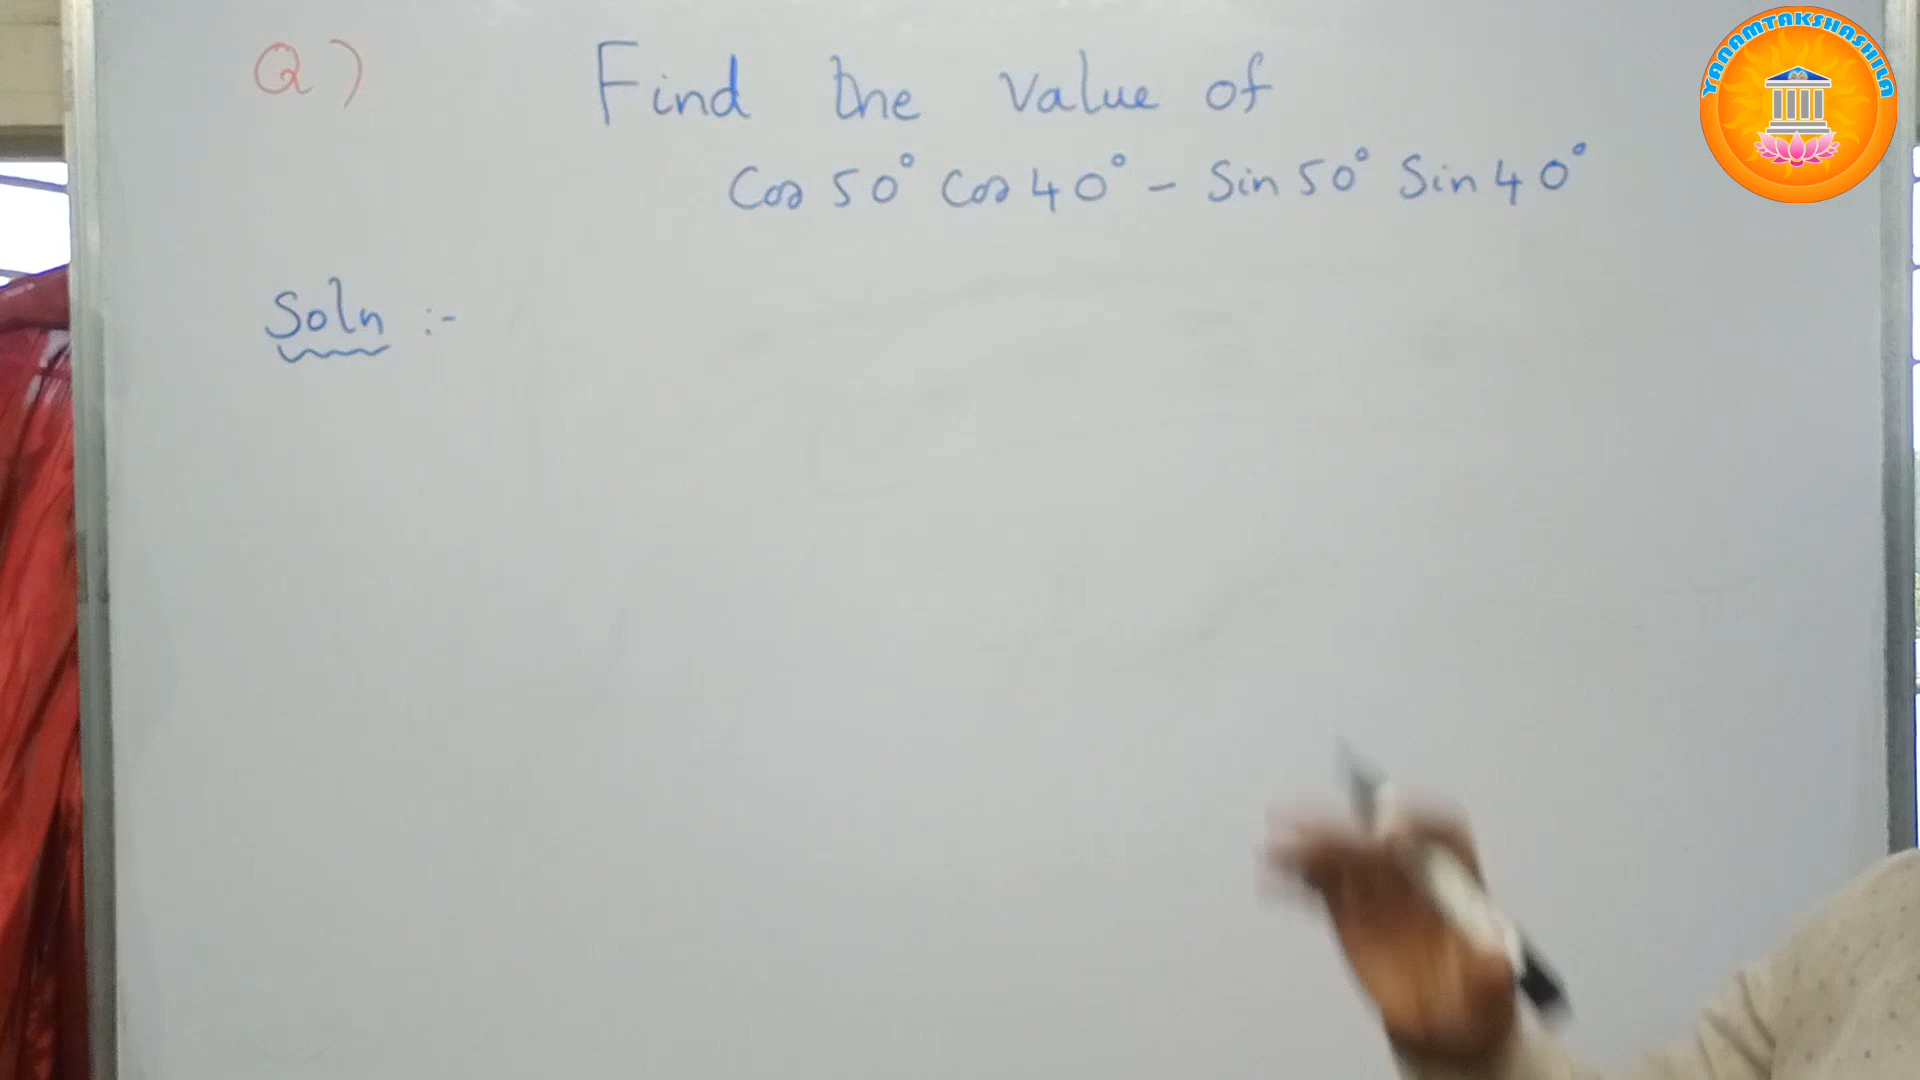 Q) Find the value of
Cos 50° Cos 40° - Sin 50° Sin 40°
Soln :-
YANAMTAKSHASHILA